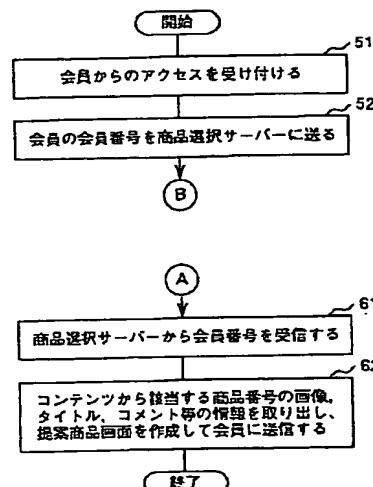 開始
51
会員からのアクセスを受け付ける
52
会員の会員番号を商品選択サーバーに送る
B
A
61
商品選択サーバーから会員番号を受信する
62
コンテンツから該当する商品番号の画像、
タイトル、コメント等の情報を取り出し、
提案商品画面を作成して会員に送信する
終了